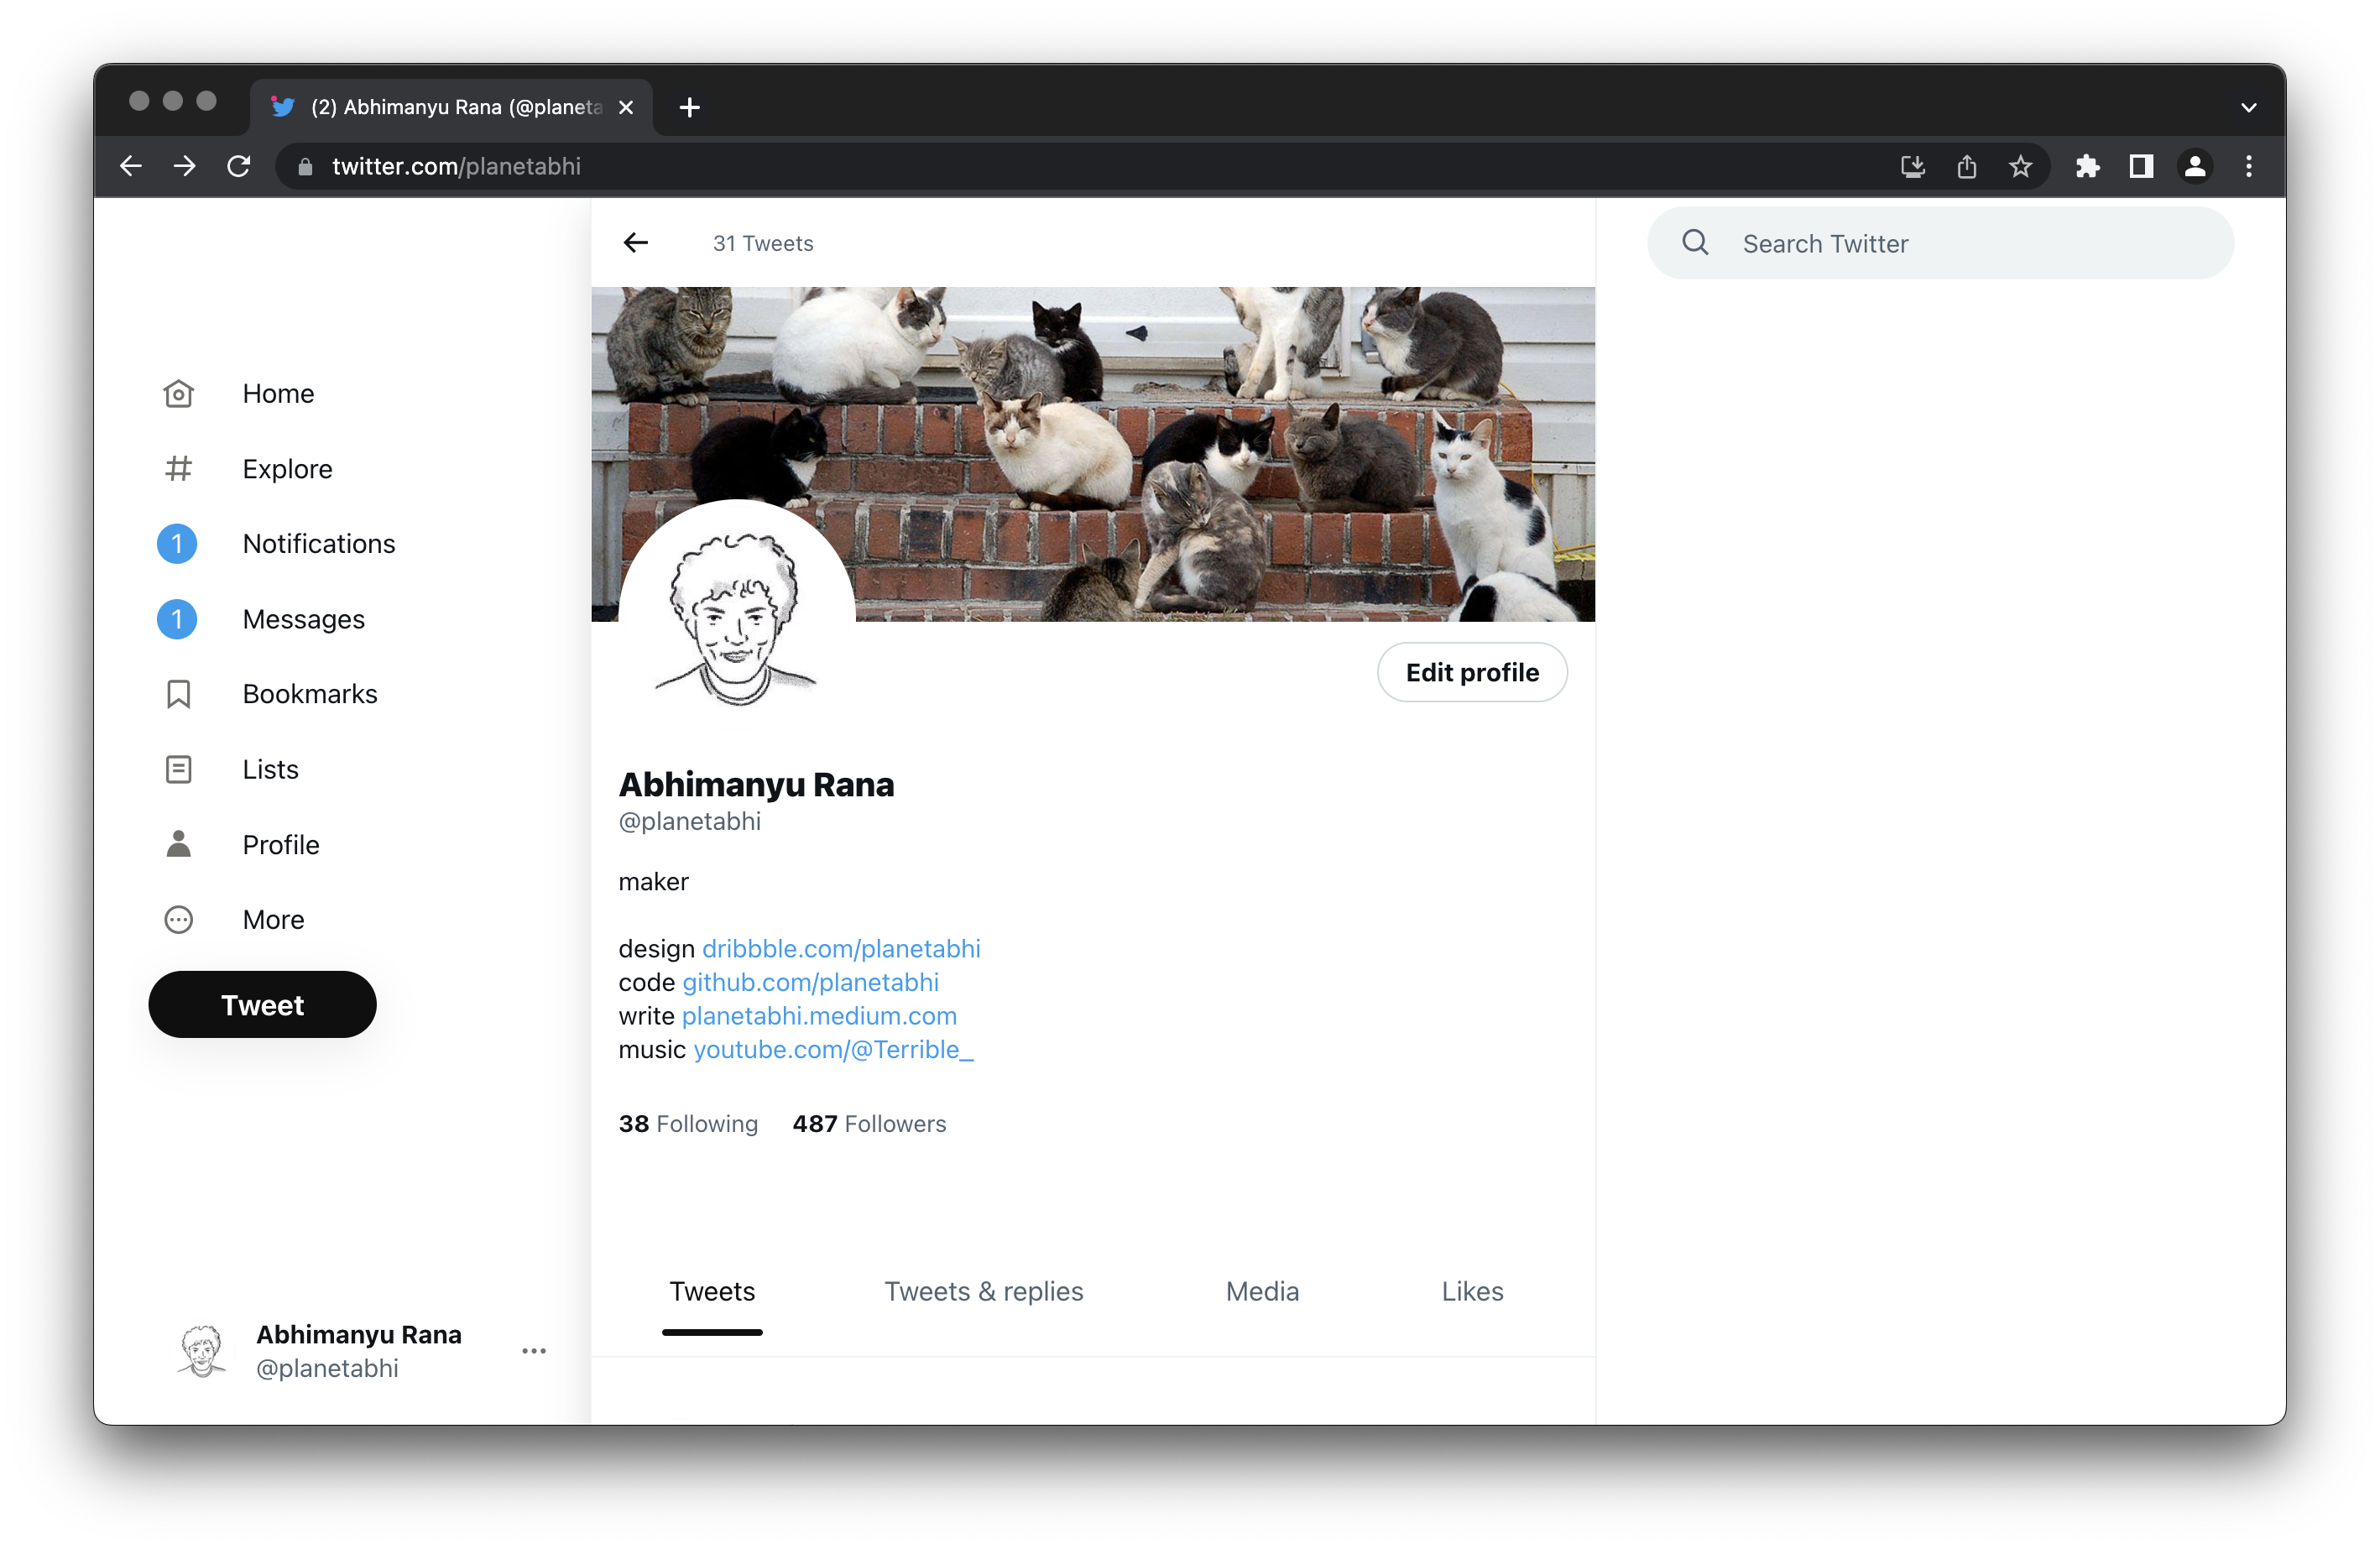 (2) Abhimanyu Rana (@planeta
twitter.com/planetabhi
31 Tweets
Search Twitter
Home
Explore
1 Notifications
1 Messages
Bookmarks
Lists
Profile
More
Tweet
Edit profile
Abhimanyu Rana
@planetabhi
maker
design dribbble.com/planetabhi
code github.com/planetabhi
write planetabhi.medium.com
music youtube.com/@Terrible_
38 Following 487 Followers
Tweets Tweets & replies Media Likes
Abhimanyu Rana
@planetabhi